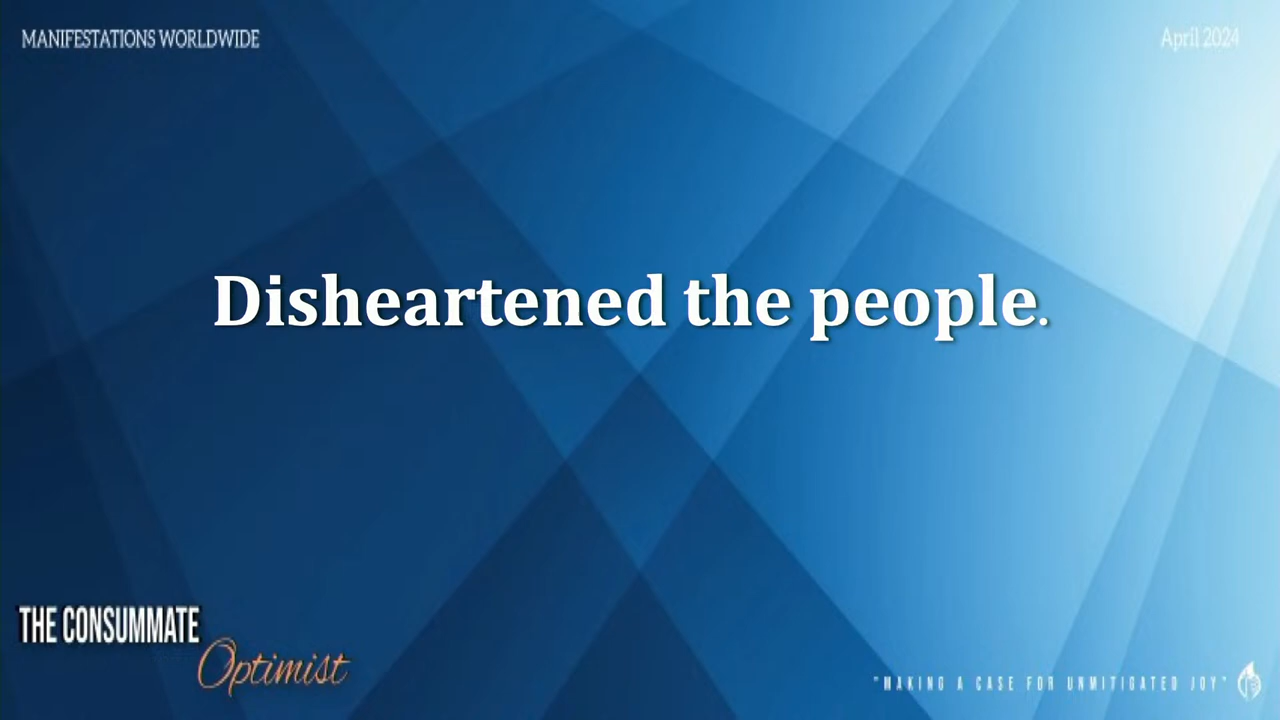 MANIFESTATIONS WORLDWIDE
April 2024
Disheartened the people.
THE CONSUMMATE
Optimist
"MAKING A CASE FOR UNMITIGATED JOY"